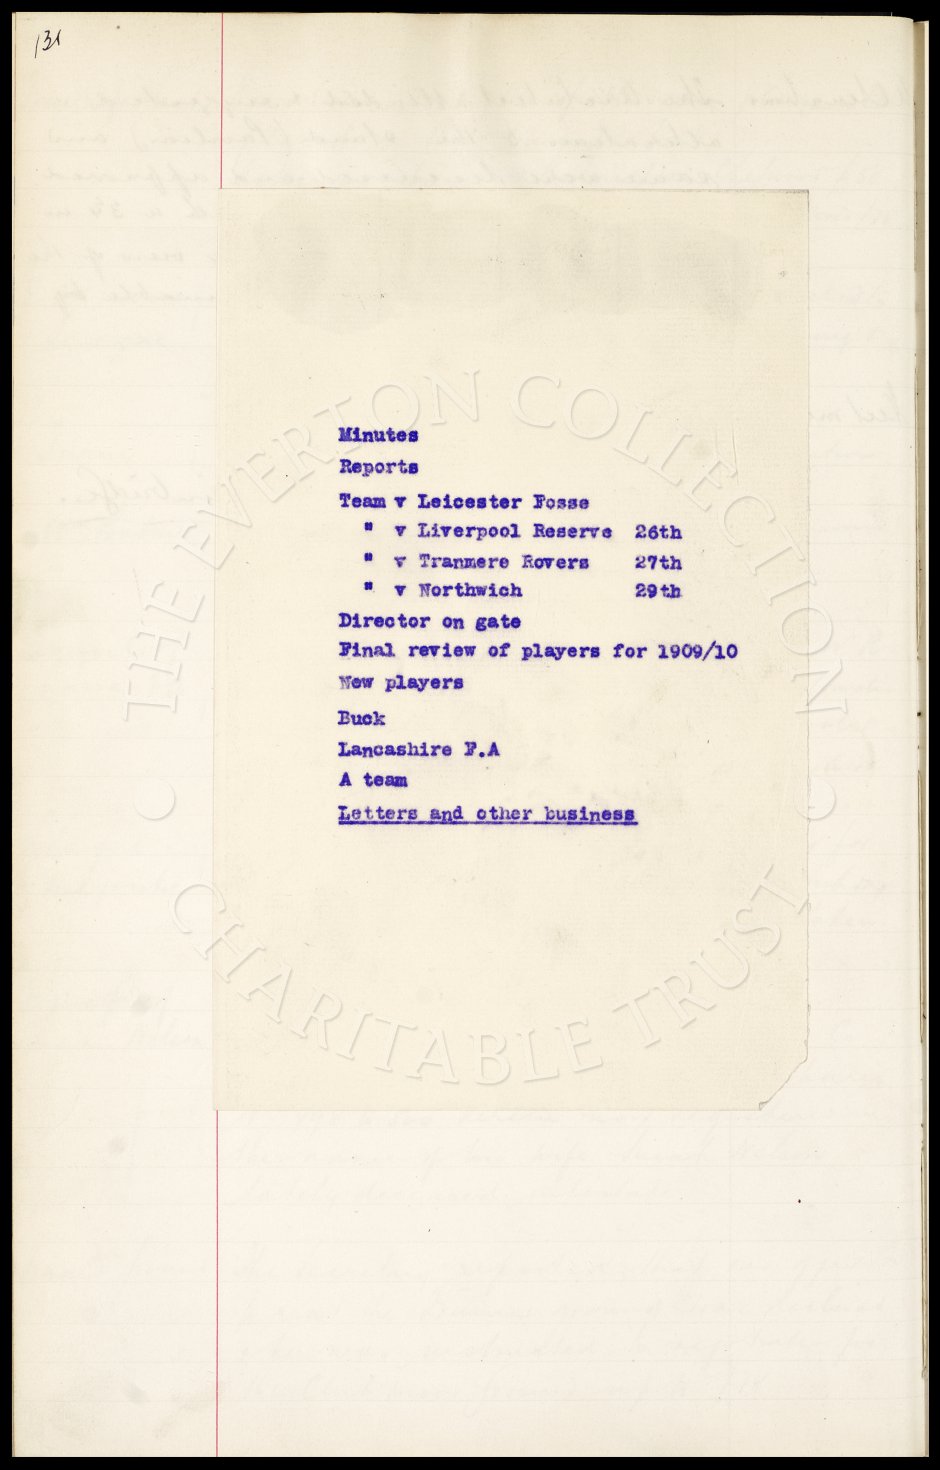 131
Minutes
Reports
Team v Leicester Fosse
" v Liverpool Reserve 26th
" v Tranmere Rovers 27th
" v Northwich 29th
Director on gate
Final review of players for 1909/10
New players
Buck
Lancashire F.A
A team
Letters and other business
THE EVERTON COLLECTION
CHARITABLE TRUST